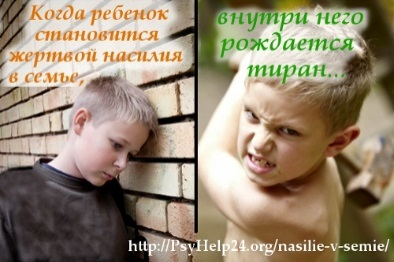 Когда ребенок
становится
жертвой насилия
в семье,
внутри него
рождается
тиран...
http://PsyHelp24.org/nasilie-v-semie/